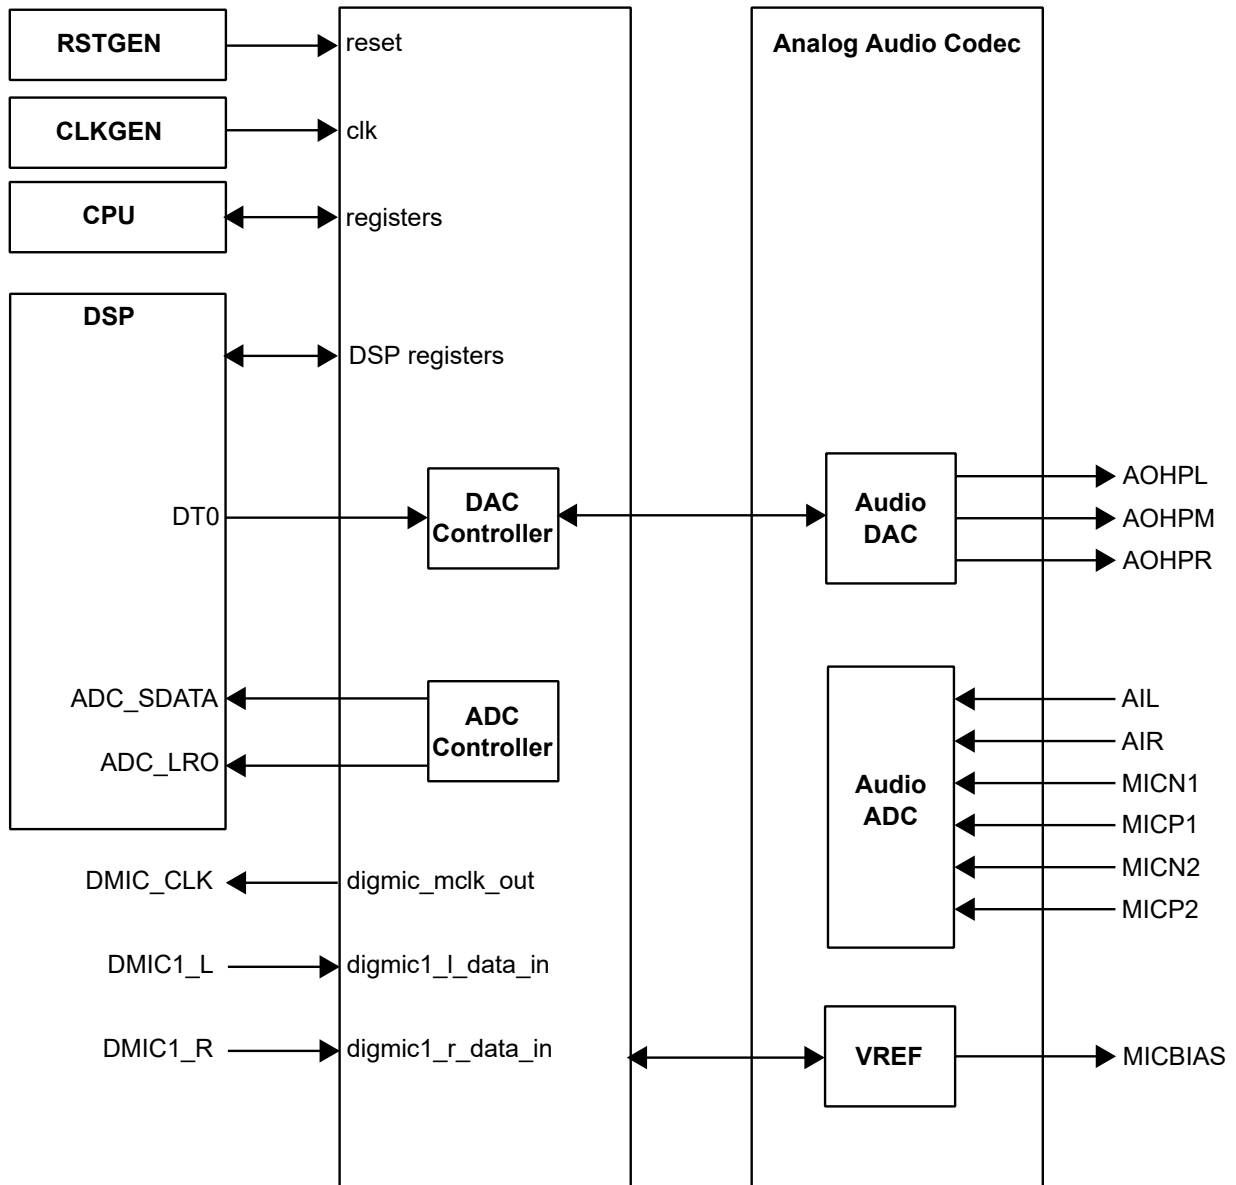 RSTGEN
reset
Analog Audio Codec
CLKGEN
clk
CPU
registers
DSP
DSP registers
DT0
DAC
Controller
Audio
DAC
AOHPL
AOHPM
AOHPR
ADC_SDATA
ADC_LRO
ADC
Controller
Audio
ADC
AIL
AIR
MICN1
MICP1
MICN2
MICP2
DMIC_CLK
digmic_mclk_out
DMIC1_L
digmic1_l_data_in
DMIC1_R
digmic1_r_data_in
VREF
MICBIAS